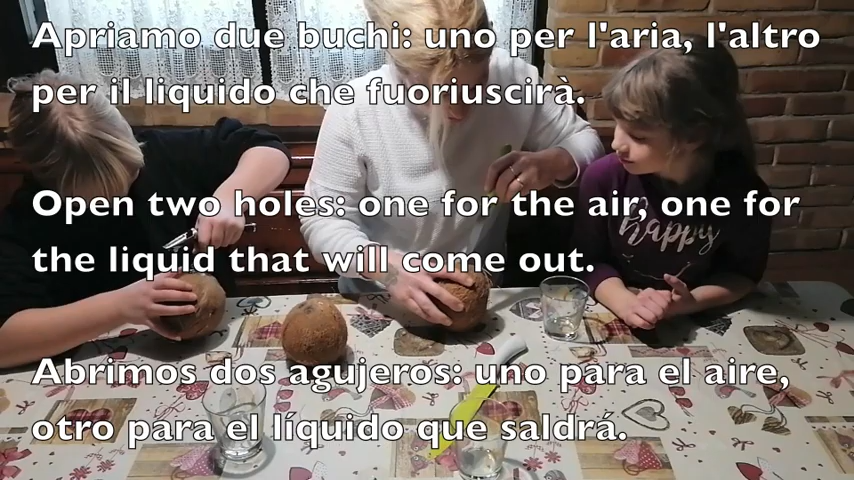 Apriamo due buchi: uno per l'aria, l'altro
per il liquido che fuoriuscirà.
Open two holes: one for the air, one for
the liquid that will come out.
happy
Abrimos dos agujeros: uno para el aire,
otro para el líquido que saldrá.